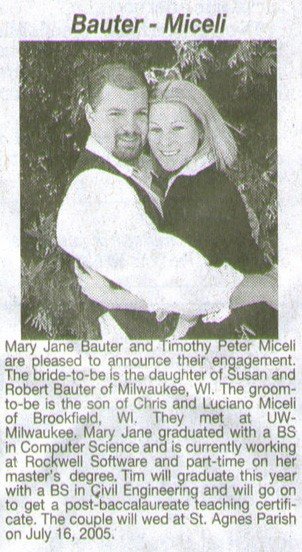 Bauter - Miceli
Mary Jane Bauter and Timothy Peter Miceli
are pleased to announce their engagement.
The bride-to-be is the daughter of Susan and
Robert Bauter of Milwaukee, WI. The groom-
to-be is the son of Chris and Luciano Miceli
of Brookfield, WI. They met at UW-
Milwaukee. Mary Jane graduated with a BS
in Computer Science and is currently working
at Rockwell Software and part-time on her
master's degree. Tim will graduate this year
with a BS in Civil Engineering and will go on
to get a post-baccalaureate teaching certifi-
cate. The couple will wed at St. Agnes Parish
on July 16, 2005.